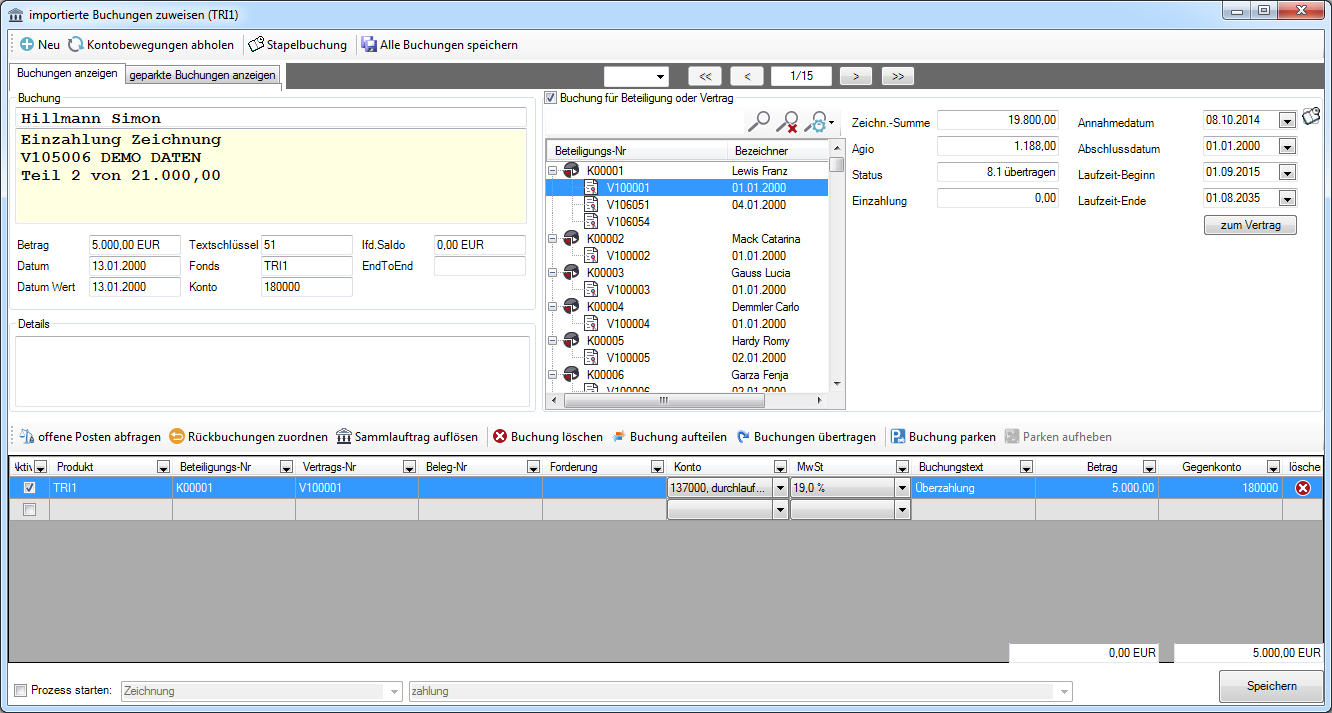 importierte Buchungen zuweisen (TRI1)
Neu Kontobewegungen abholen Stapelbuchung Alle Buchungen speichern
Buchungen anzeigen geparkte Buchungen anzeigen << < 1/15 > >>
Buchung
Hillmann Simon
Einzahlung Zeichnung
V105006 DEMO DATEN
Teil 2 von 21.000,00
Betrag 5.000,00 EUR Textschlüssel 51 lfd.Saldo 0,00 EUR
Datum 13.01.2000 Fonds TRI1 EndToEnd
Datum Wert 13.01.2000 Konto 180000
Details
Buchung für Beteiligung oder Vertrag
Beteiligungs-Nr Bezeichner
K00001 Lewis Franz
V100001 01.01.2000
V106051 04.01.2000
V106054
K00002 Mack Catarina
V100002 01.01.2000
K00003 Gauss Lucia
V100003 01.01.2000
K00004 Demmler Carlo
V100004 01.01.2000
K00005 Hardy Romy
V100005 02.01.2000
K00006 Garza Fenja
V100006 02.01.2000
Zeichn.-Summe 19.800,00 Annahmedatum 08.10.2014
Agio 1.188,00 Abschlussdatum 01.01.2000
Status 8.1 übertragen Laufzeit-Beginn 01.09.2015
Einzahlung 0,00 Laufzeit-Ende 01.08.2035
zum Vertrag
offene Posten abfragen Rückbuchungen zuordnen Sammlauftrag auflösen Buchung löschen Buchung aufteilen Buchungen übertragen Buchung parken Parken aufheben
Aktiv Produkt Beteiligungs-Nr Vertrags-Nr Beleg-Nr Forderung Konto MwSt Buchungstext Betrag Gegenkonto lösche
TRI1 K00001 V100001 137000, durchlauf... 19,0 % Überzahlung 5.000,00 180000
0,00 EUR 5.000,00 EUR
Prozess starten: Zeichnung zahlung Speichern